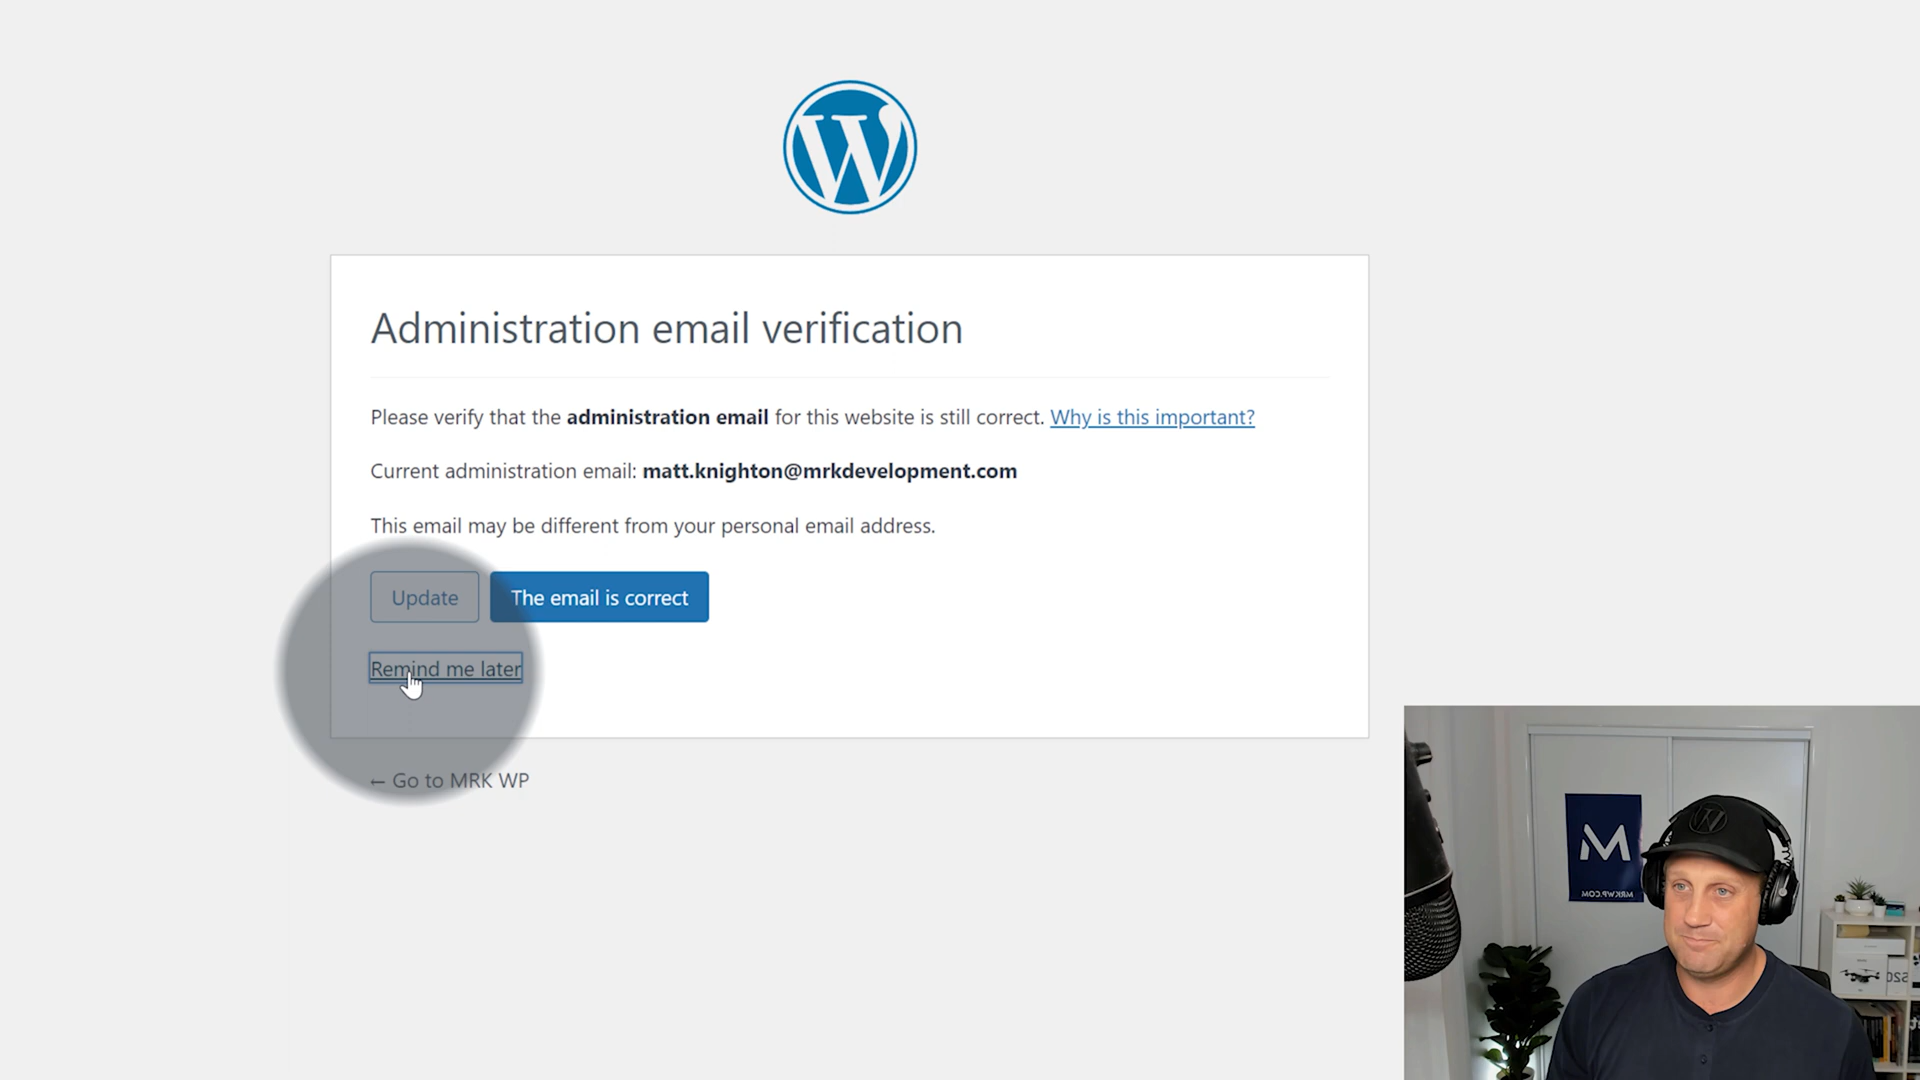 Administration email verification
Please verify that the administration email for this website is still correct. Why is this important?
Current administration email: matt.knighton@mrkdevelopment.com
This email may be different from your personal email address.
Update The email is correct
Remind me later
← Go to MRK WP
M
MRKWP.COM